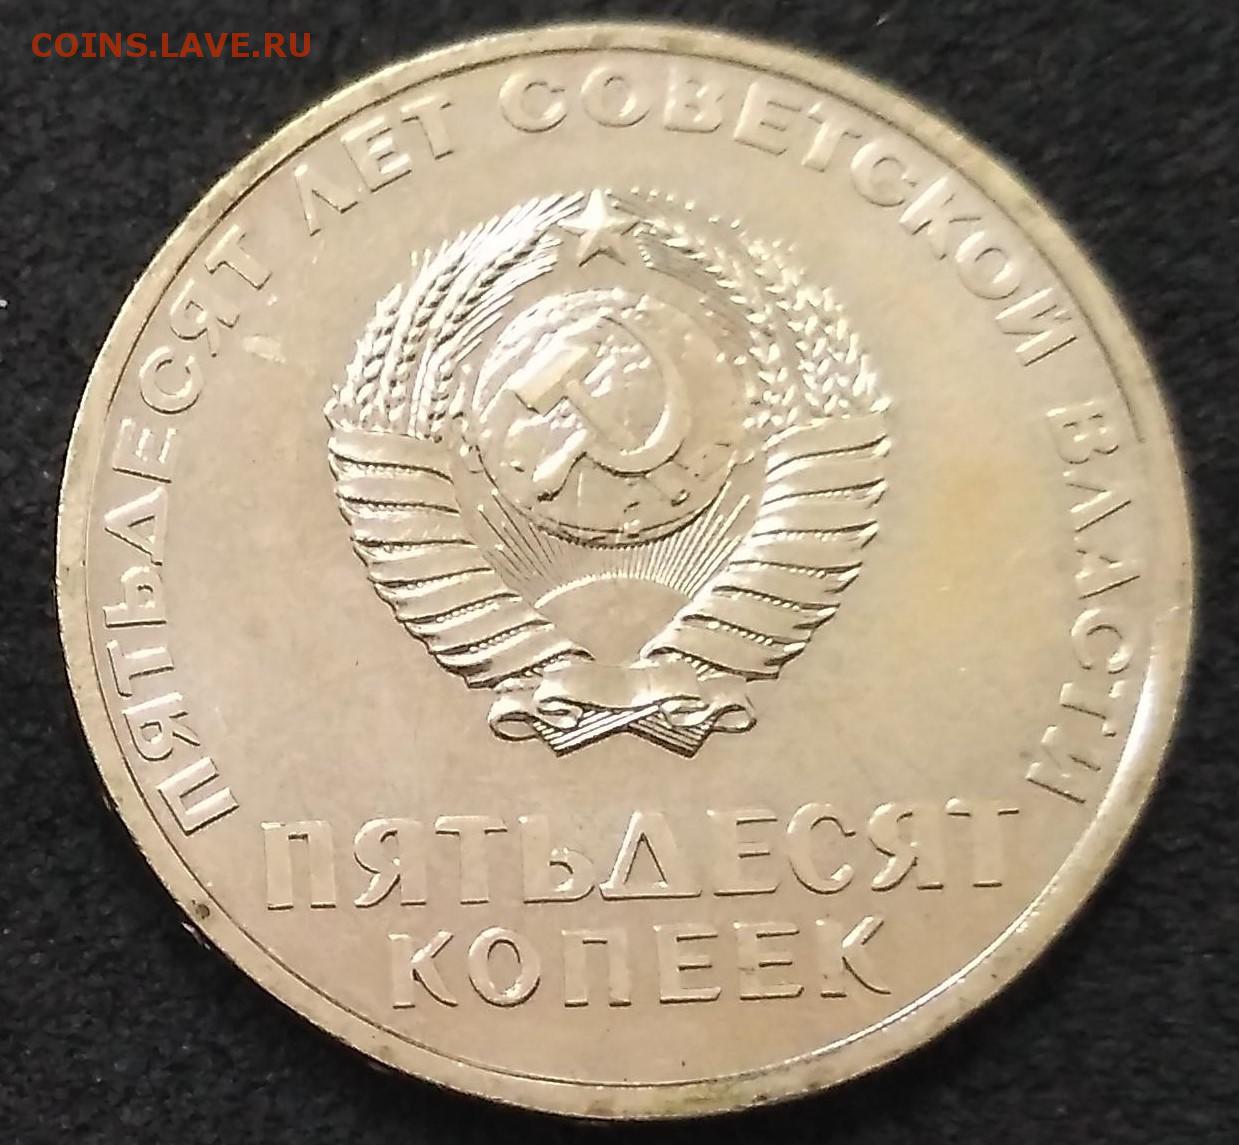 COINS.LAVE.RU
ПЯТЬДЕСЯТ ЛЕТ СОВЕТСКОЙ ВЛАСТИ
ПЯТЬДЕСЯТ
КОПЕЕК